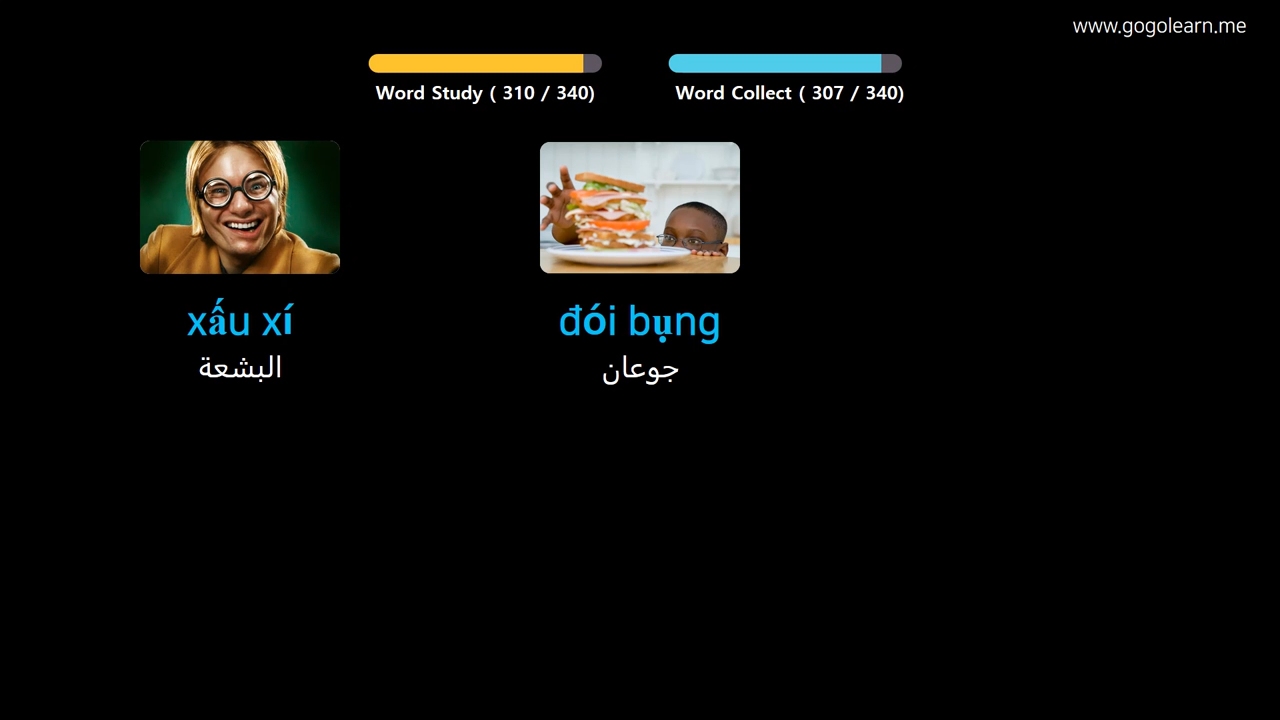 www.gogolearn.me
Word Study ( 310 / 340)
Word Collect ( 307 / 340)
xấu xí
البشعة
đói bụng
جوعان